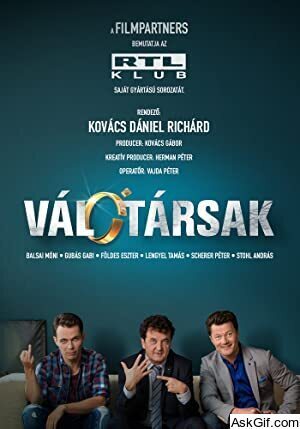 A FILMPARTNERS
BEMUTATJA AZ
RTL
KLUB
SAJÁT GYÁRTÁSÚ SOROZATÁT.
RENDEZŐ:
KOVÁCS DÁNIEL RICHÁRD
PRODUCER: KOVÁCS GÁBOR
KREATÍV PRODUCER: HERMAN PÉTER
OPERATŐR: VAJDA PÉTER
VÁLÓTÁRSAK
BALSAI MÓNI • GUBÁS GABI • FÖLDES ESZTER • LENGYEL TAMÁS • SCHERER PÉTER • STOHL ANDRÁS
AskGif.com